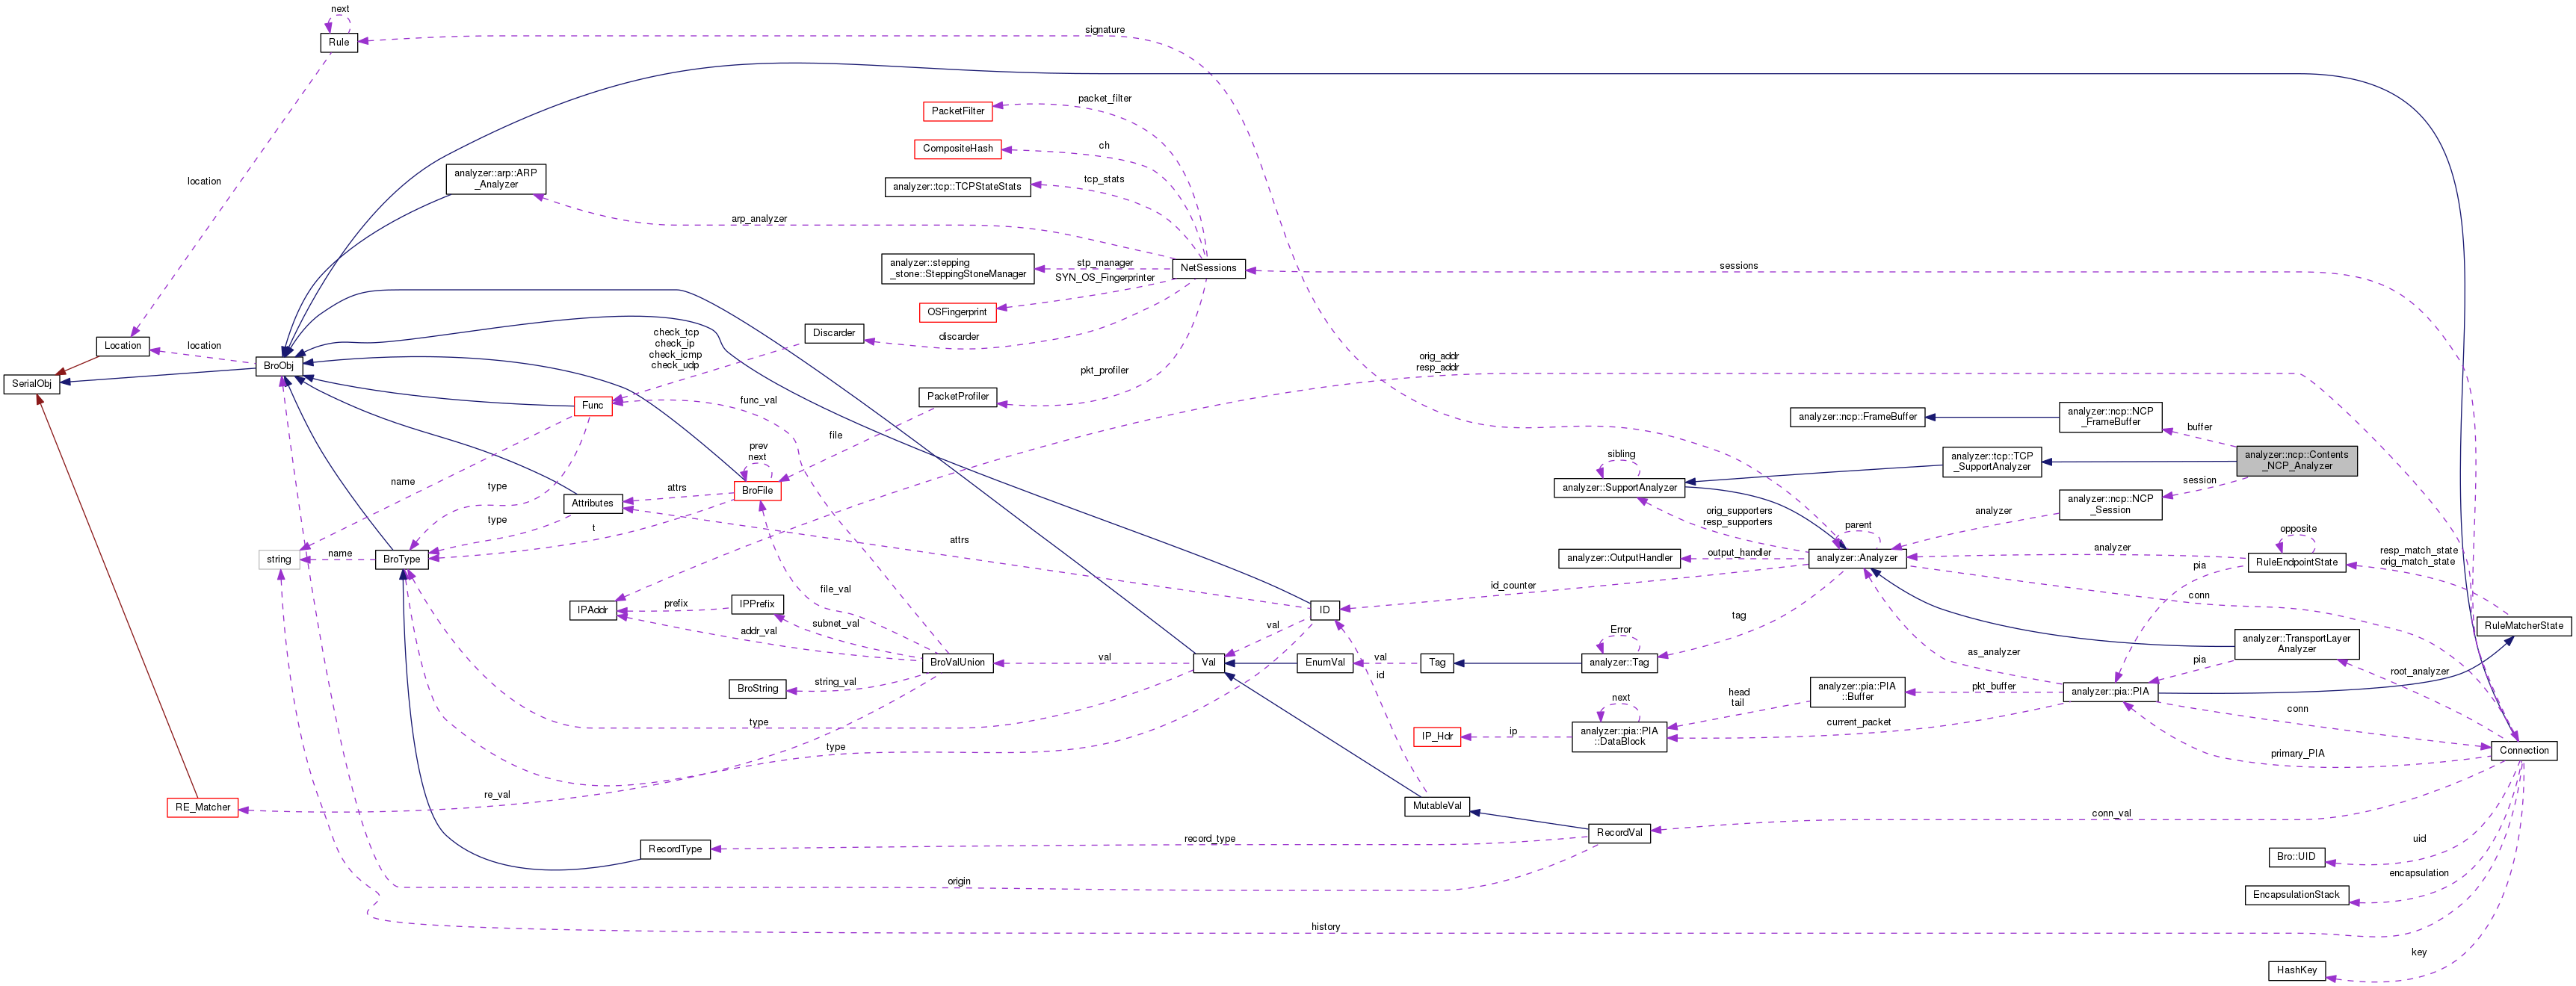 next
Rule
signature
packet_filter
PacketFilter
CompositeHash
ch
location
analyzer::arp::ARP
_Analyzer
analyzer::tcp::TCPStateStats
tcp_stats
arp_analyzer
analyzer::stepping
_stone::SteppingStoneManager
stp_manager
NetSessions
sessions
SYN_OS_Fingerprinter
OSFingerprint
discarder
Discarder
check_tcp
check_ip
check_icmp
check_udp
Location
location
BroObj
SerialObj
pkt_profiler
orig_addr
resp_addr
PacketProfiler
Func
func_val
file
analyzer::ncp::FrameBuffer
analyzer::ncp::NCP
_FrameBuffer
buffer
analyzer::ncp::Contents
_NCP_Analyzer
analyzer::tcp::TCP
_SupportAnalyzer
sibling
analyzer::SupportAnalyzer
session
analyzer::ncp::NCP
_Session
analyzer
prev
next
BroFile
attrs
name
type
Attributes
type
t
attrs
orig_supporters
resp_supporters
parent
analyzer::Analyzer
output_handler
analyzer::OutputHandler
analyzer
opposite
RuleEndpointState
resp_match_state
orig_match_state
string
name
BroType
id_counter
pia
conn
file_val
IPPrefix
prefix
IPAddr
subnet_val
addr_val
ID
val
tag
RuleMatcherState
analyzer::TransportLayer
_Analyzer
Error
analyzer::Tag
Tag
val
EnumVal
Val
val
BroValUnion
string_val
BroString
id
as_analyzer
pia
root_analyzer
analyzer::pia::PIA
pkt_buffer
analyzer::pia::PIA
::Buffer
head
tail
next
analyzer::pia::PIA
::DataBlock
current_packet
ip
IP_Hdr
conn
primary_PIA
Connection
type
type
re_val
RE_Matcher
MutableVal
conn_val
RecordVal
record_type
RecordType
uid
Bro::UID
origin
encapsulation
EncapsulationStack
history
key
HashKey